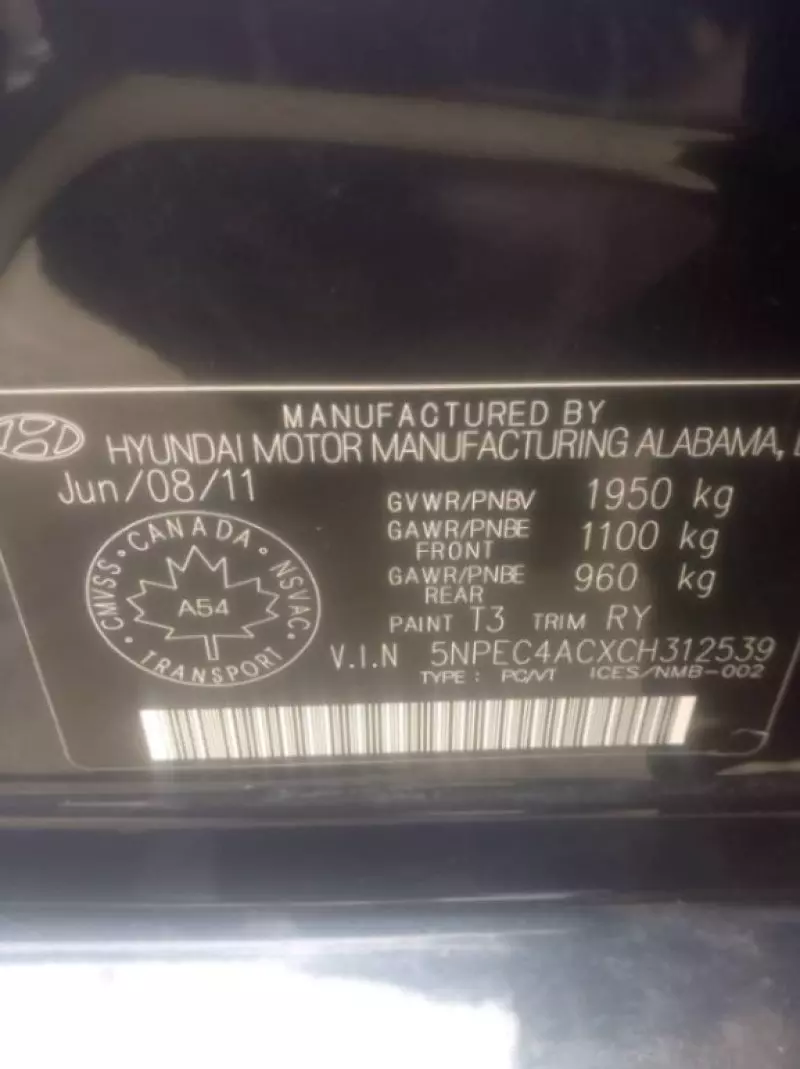 MANUFACTURED BY
HYUNDAI MOTOR MANUFACTURING ALABAMA,
Jun/08/11
GVWR/PNBV 1950 kg
GAWR/PNBE FRONT 1100 kg
GAWR/PNBE REAR 960 kg
PAINT T3 TRIM RY
V.I.N 5NPEC4ACXCH312539
TYPE : PC/VT ICES/NMB-002
CMVSS • CANADA • NSVAC • TRANSPORT
A54